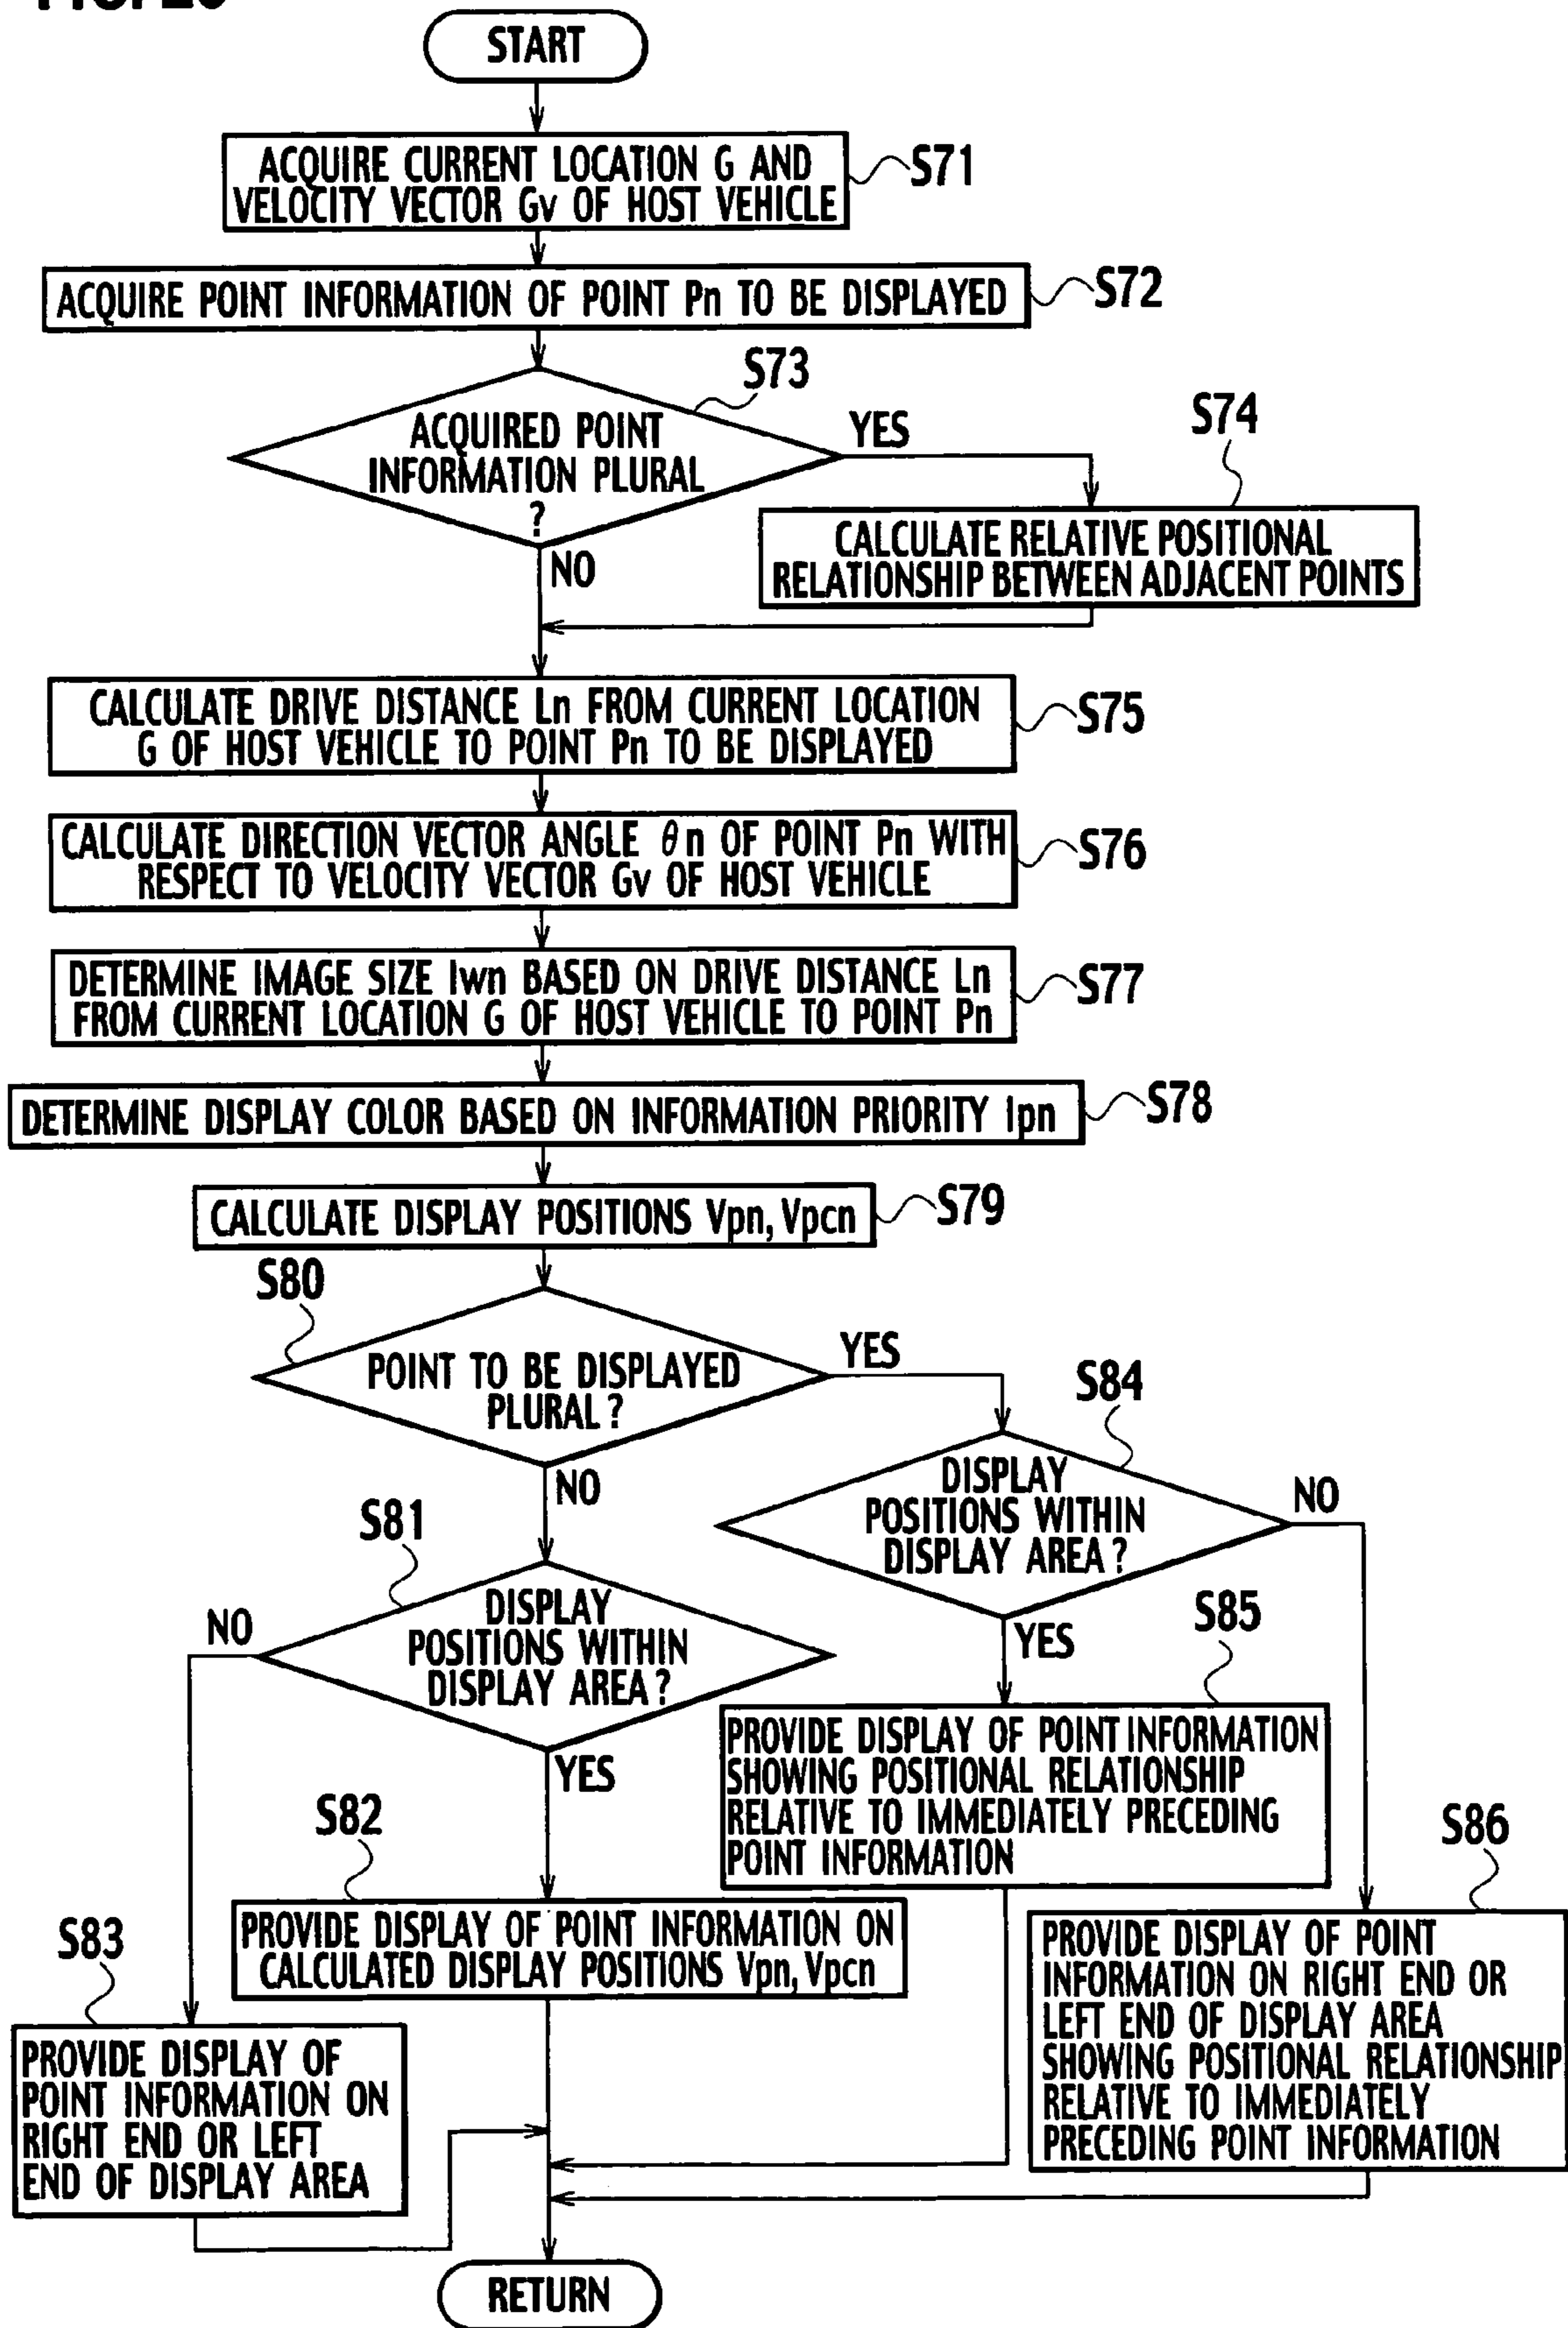 START
ACQUIRE CURRENT LOCATION G AND
VELOCITY VECTOR Gv OF HOST VEHICLE
S71
ACQUIRE POINT INFORMATION OF POINT Pn TO BE DISPLAYED
S72
S73
ACQUIRED POINT
INFORMATION PLURAL
?
YES
NO
S74
CALCULATE RELATIVE POSITIONAL
RELATIONSHIP BETWEEN ADJACENT POINTS
CALCULATE DRIVE DISTANCE Ln FROM CURRENT LOCATION
G OF HOST VEHICLE TO POINT Pn TO BE DISPLAYED
S75
CALCULATE DIRECTION VECTOR ANGLE θn OF POINT Pn WITH
RESPECT TO VELOCITY VECTOR Gv OF HOST VEHICLE
S76
DETERMINE IMAGE SIZE Iwn BASED ON DRIVE DISTANCE Ln
FROM CURRENT LOCATION G OF HOST VEHICLE TO POINT Pn
S77
DETERMINE DISPLAY COLOR BASED ON INFORMATION PRIORITY Ipn
S78
CALCULATE DISPLAY POSITIONS Vpn, Vpcn
S79
S80
POINT TO BE DISPLAYED
PLURAL?
YES
NO
S84
DISPLAY
POSITIONS WITHIN
DISPLAY AREA?
NO
YES
S81
DISPLAY
POSITIONS WITHIN
DISPLAY AREA?
NO
YES
S85
PROVIDE DISPLAY OF POINT INFORMATION
SHOWING POSITIONAL RELATIONSHIP
RELATIVE TO IMMEDIATELY PRECEDING
POINT INFORMATION
S82
PROVIDE DISPLAY OF POINT INFORMATION ON
CALCULATED DISPLAY POSITIONS Vpn, Vpcn
S86
PROVIDE DISPLAY OF POINT
INFORMATION ON RIGHT END OR
LEFT END OF DISPLAY AREA
SHOWING POSITIONAL RELATIONSHIP
RELATIVE TO IMMEDIATELY
PRECEDING POINT INFORMATION
S83
PROVIDE DISPLAY OF
POINT INFORMATION ON
RIGHT END OR LEFT
END OF DISPLAY AREA
RETURN